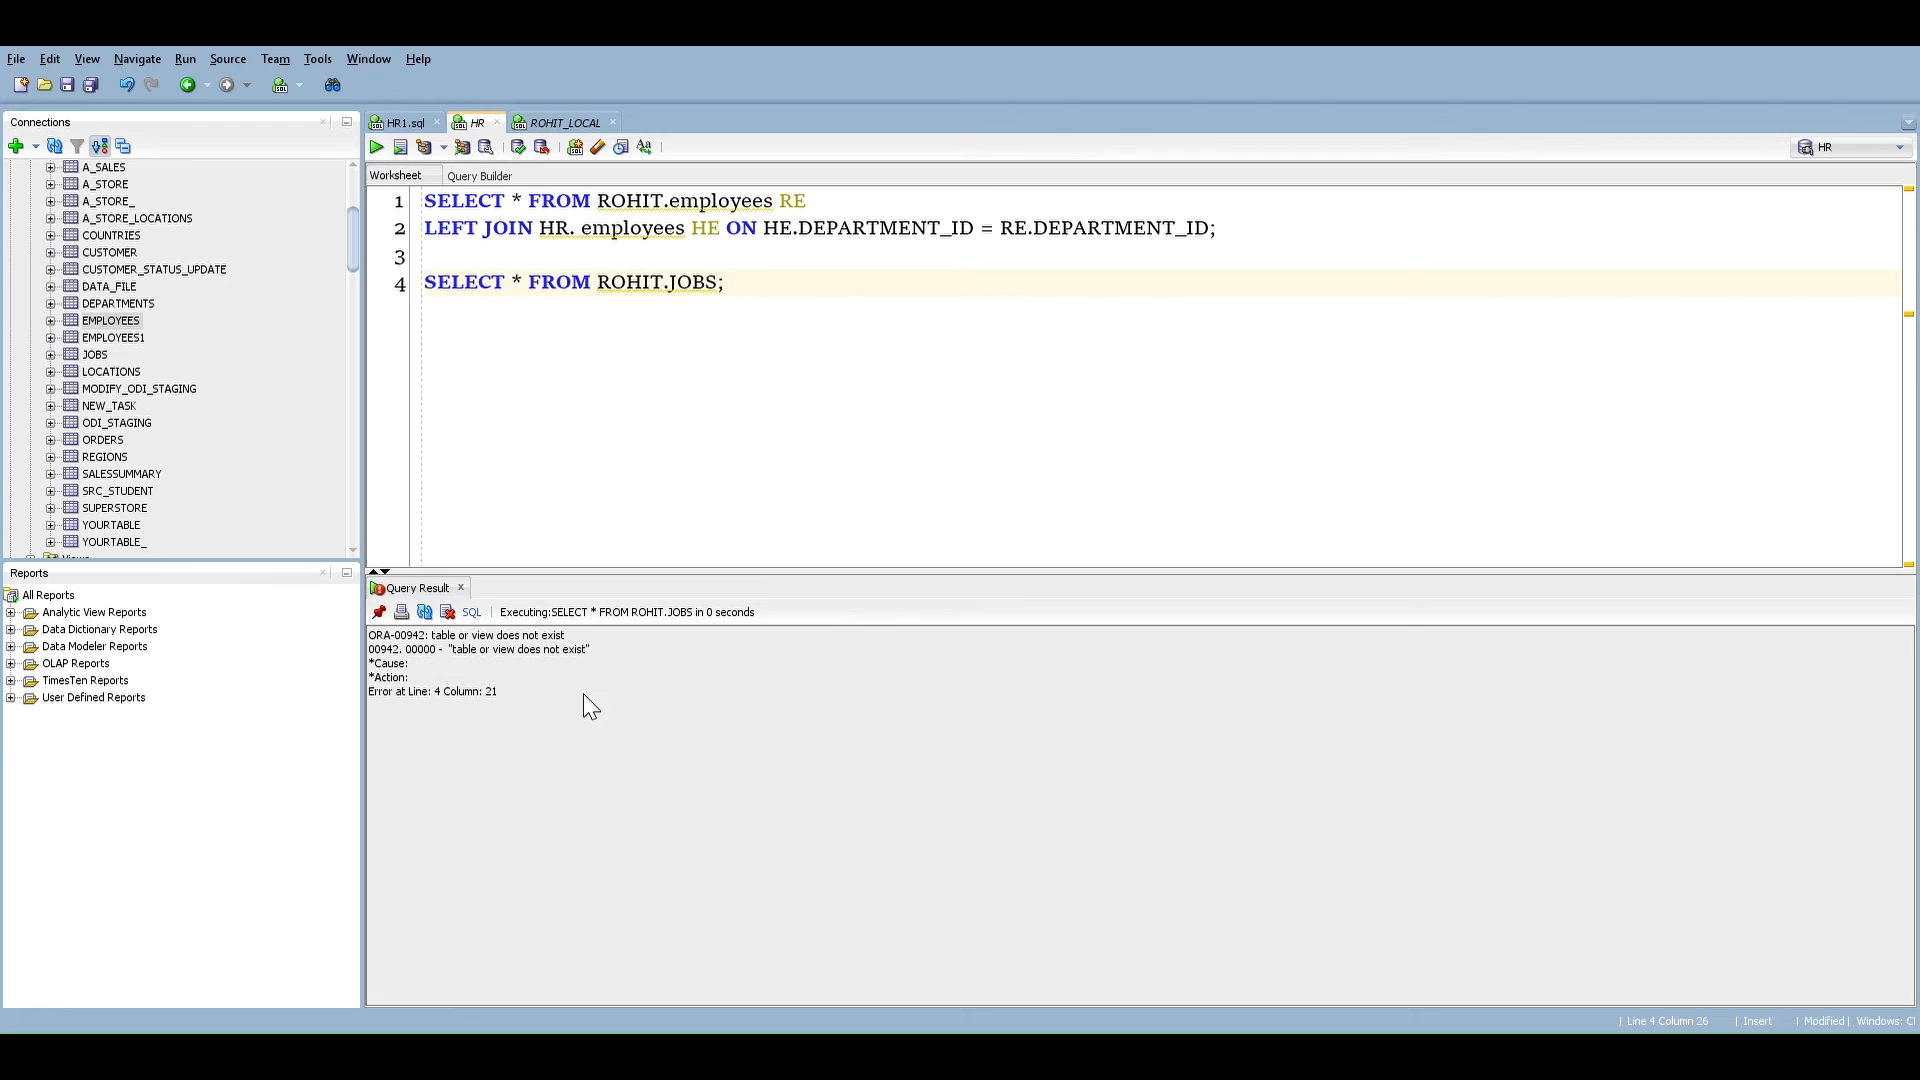 File Edit View Navigate Run Source Team Tools Window Help
Connections
A_SALES
A_STORE
A_STORE_
A_STORE_LOCATIONS
COUNTRIES
CUSTOMER
CUSTOMER_STATUS_UPDATE
DATA_FILE
DEPARTMENTS
EMPLOYEES
EMPLOYEES1
JOBS
LOCATIONS
MODIFY_ODI_STAGING
NEW_TASK
ODI_STAGING
ORDERS
REGIONS
SALESSUMMARY
SRC_STUDENT
SUPERSTORE
YOURTABLE
YOURTABLE_
Reports
All Reports
Analytic View Reports
Data Dictionary Reports
Data Modeler Reports
OLAP Reports
TimesTen Reports
User Defined Reports
HR1.sql HR ROHIT_LOCAL
HR
Worksheet Query Builder
1 SELECT * FROM ROHIT.employees RE
2 LEFT JOIN HR. employees HE ON HE.DEPARTMENT_ID = RE.DEPARTMENT_ID;
3
4 SELECT * FROM ROHIT.JOBS;
Query Result
SQL | Executing:SELECT * FROM ROHIT.JOBS in 0 seconds
ORA-00942: table or view does not exist
00942. 00000 - "table or view does not exist"
*Cause:
*Action:
Error at Line: 4 Column: 21
| Line 4 Column 26 | Insert | Modified | Windows: Cl